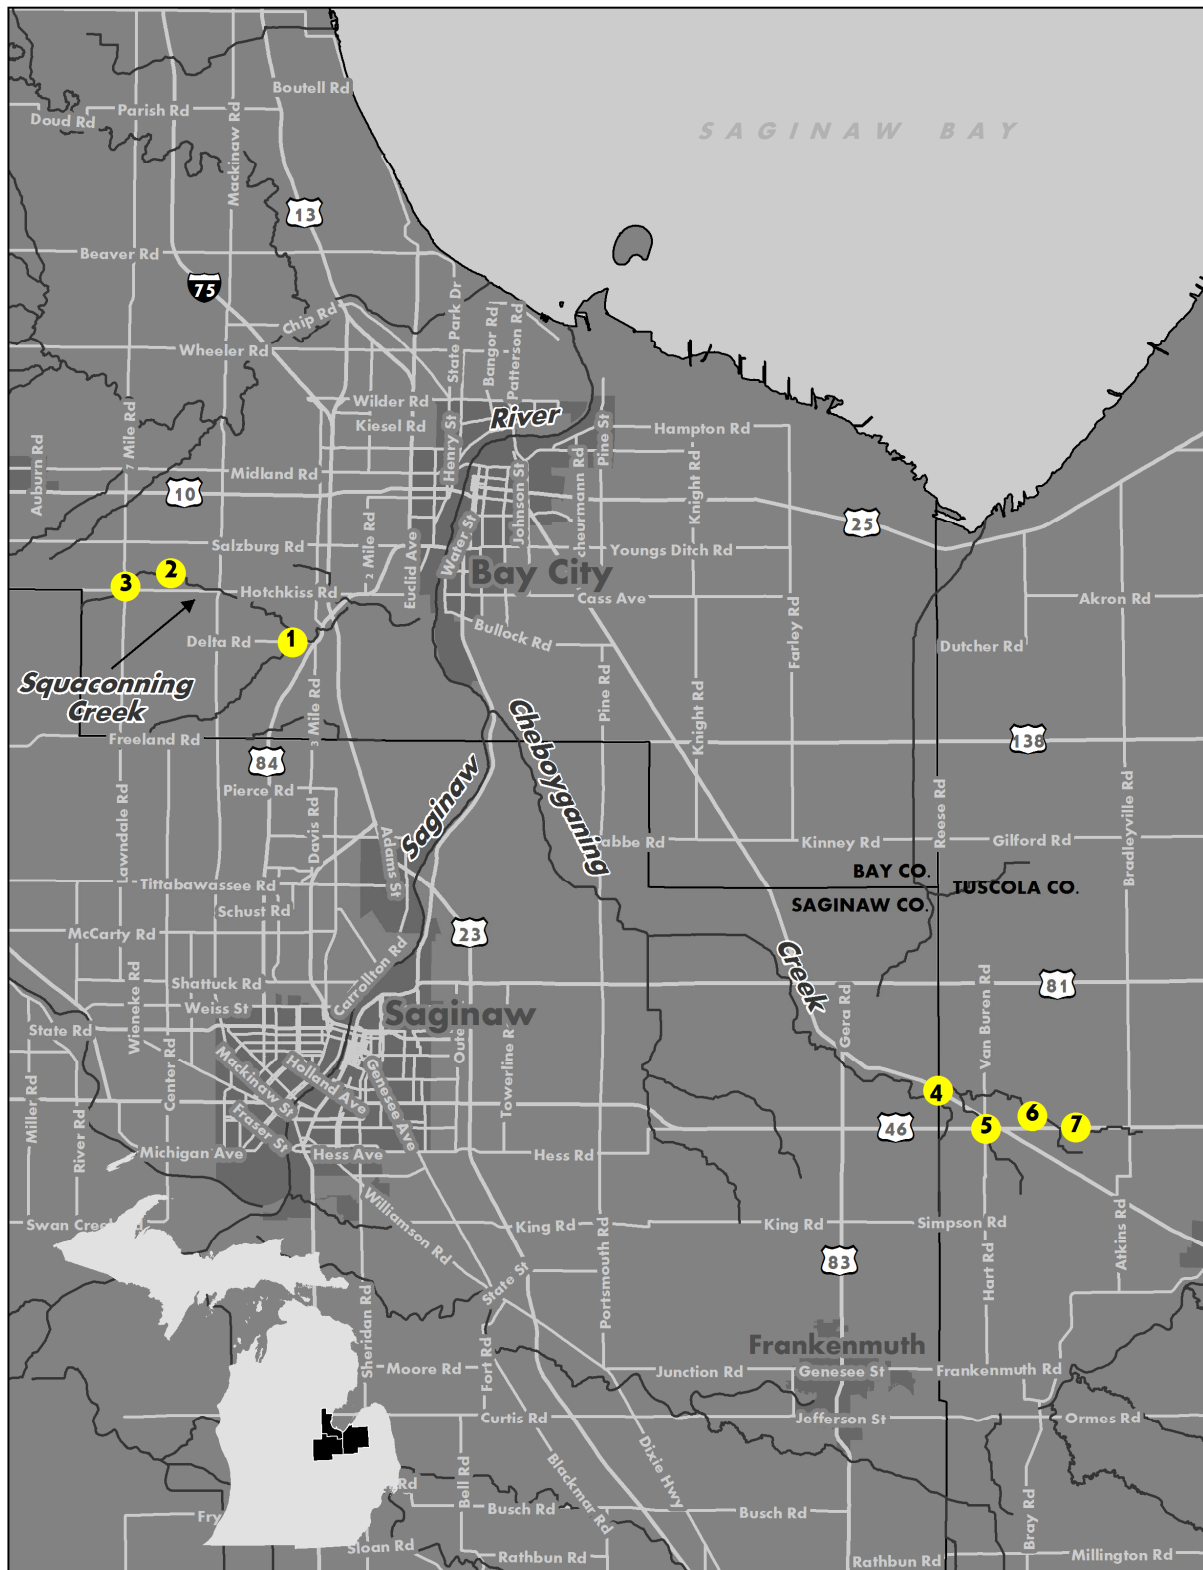 Boutell Rd
Parish Rd
Doud Rd
Mackinaw Rd
SAGINAW BAY
13
Beaver Rd
75
State Park Dr
Bangor Rd
Patterson Rd
Chip Rd
Wheeler Rd
7 Mile Rd
Wilder Rd
Kiesel Rd
Henry St
River
Pine St
Hampton Rd
Auburn Rd
Midland Rd
10
Johnson St
Knight Rd
25
2 Mile Rd
Euclid Ave
Water St
Salzburg Rd
Youngs Ditch Rd
Bay City
3
2
Hotchkiss Rd
Cass Ave
Farley Rd
Akron Rd
1
Delta Rd
Bullock Rd
Dutcher Rd
Squaconning
Creek
3 Mile Rd
Pine Rd
Knight Rd
Cheboyganing
Freeland Rd
138
84
Saginaw
Pierce Rd
Lawndale Rd
Davis Rd
Adams St
Reese Rd
Bradleyville Rd
abbe Rd
Kinney Rd
Gilford Rd
BAY CO.
TUSCOLA CO.
SAGINAW CO.
Tittabawassee Rd
Schust Rd
McCarty Rd
23
Carrollton Rd
Creek
Shattuck Rd
81
Wieneke Rd
Weiss St
Saginaw
Gera Rd
Van Buren Rd
State Rd
Oute
Towerline R
Center Rd
Mackinaw St
Holland Ave
Genesee Ave
Miller Rd
River Rd
Fraser St
4
5
6
7
46
Michigan Ave
Hess Ave
Hess Rd
Williamson Rd
Swan Cree
King Rd
King Rd
Simpson Rd
Portsmouth Rd
83
Hart Rd
Atkins Rd
State St
Sheridan Rd
Fort Rd
Frankenmuth
Moore Rd
Junction Rd
Genesee St
Frankenmuth Rd
Curtis Rd
Jefferson St
Ormes Rd
Dixie Hwy
Blackmar Rd
Bell Rd
Rd
Fry
Busch Rd
Busch Rd
Bray Rd
Sloan Rd
Rathbun Rd
Rathbun Rd
Millington Rd